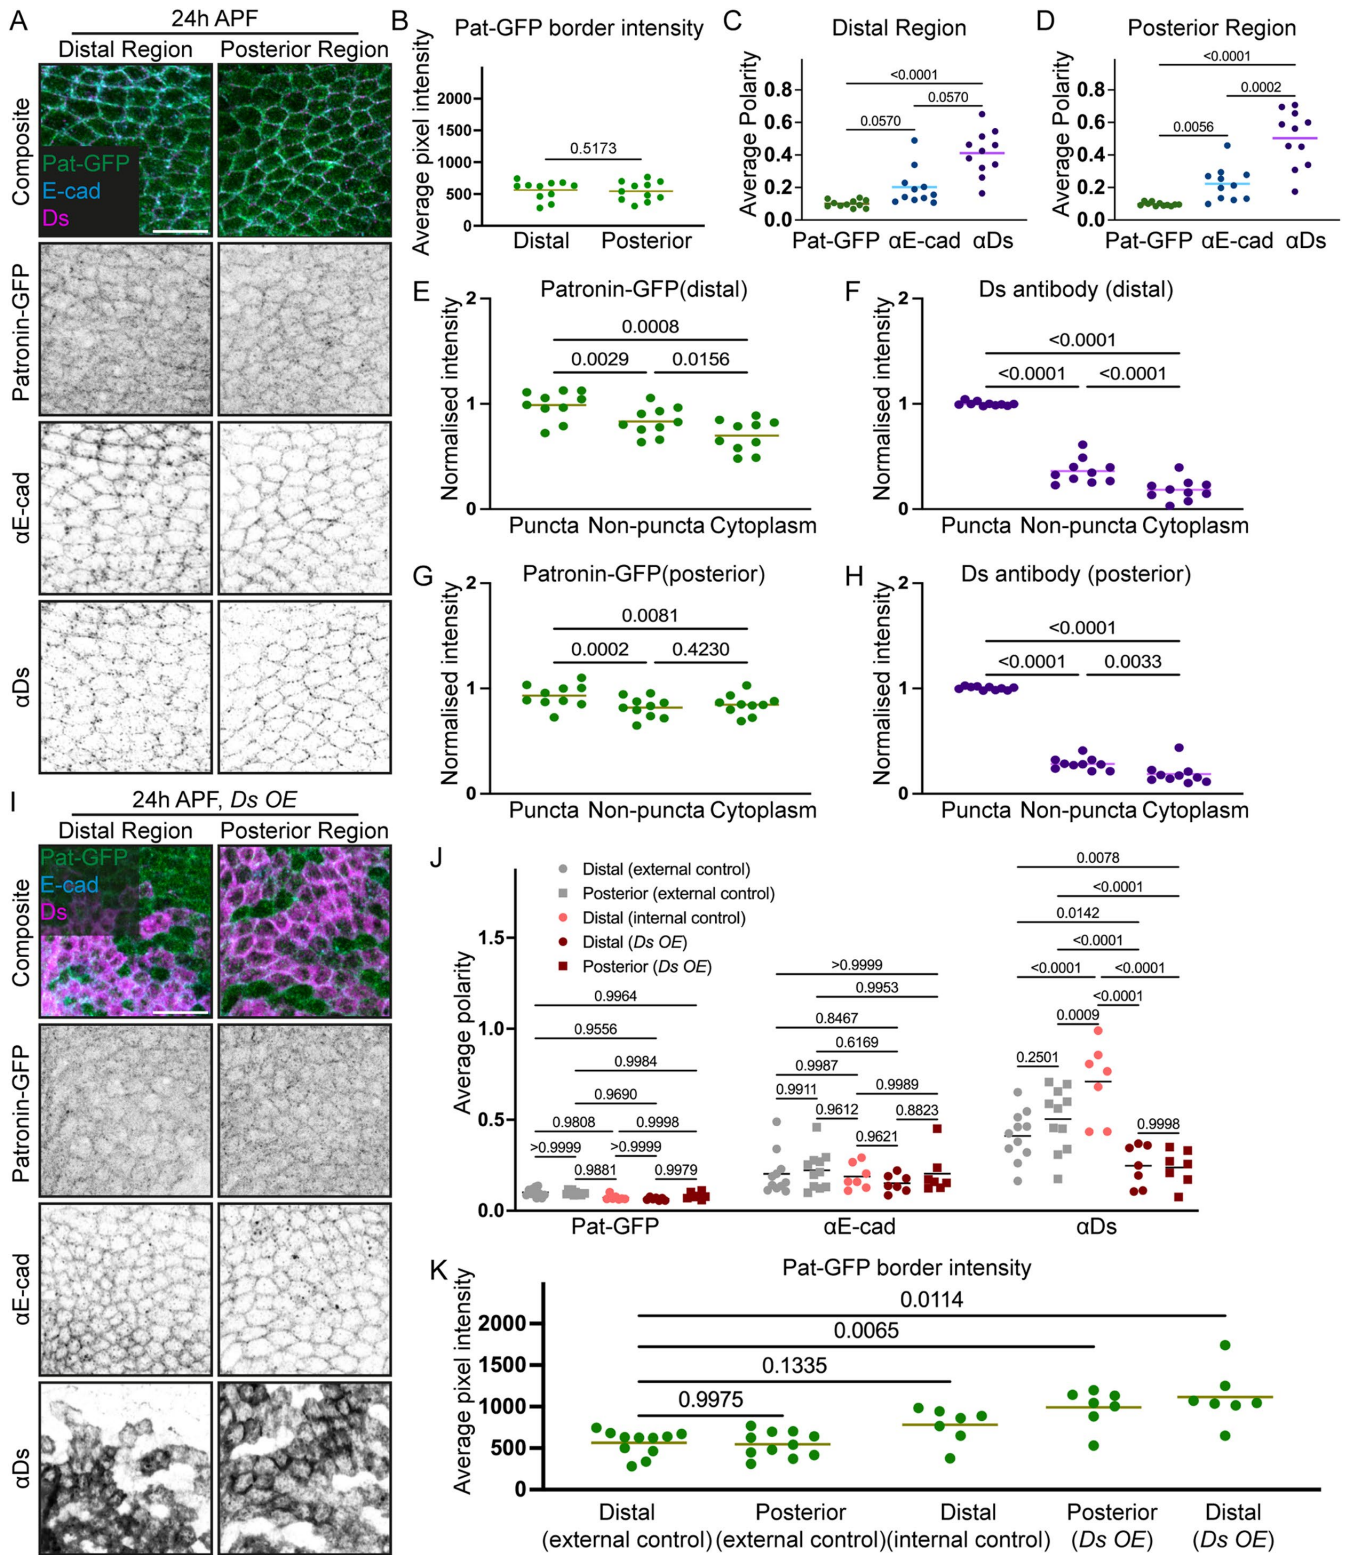 A
24h APF
Distal Region
Posterior Region
Composite
Pat-GFP
E-cad
Ds
Patronin-GFP
αE-cad
αDs
B
Pat-GFP border intensity
Average pixel intensity
2000
1500
1000
500
0
0.5173
Distal
Posterior
C
Distal Region
Average Polarity
0.8
0.6
0.4
0.2
0.0
<0.0001
0.0570
0.0570
Pat-GFP
αE-cad
αDs
D
Posterior Region
Average Polarity
0.8
0.6
0.4
0.2
0.0
<0.0001
0.0002
0.0056
Pat-GFP
αE-cad
αDs
E
Patronin-GFP(distal)
Normalised intensity
2
1
0
0.0008
0.0029
0.0156
Puncta
Non-puncta
Cytoplasm
F
Ds antibody (distal)
Normalised intensity
2
1
0
<0.0001
<0.0001
<0.0001
Puncta
Non-puncta
Cytoplasm
G
Patronin-GFP(posterior)
Normalised intensity
2
1
0
0.0081
0.0002
0.4230
Puncta
Non-puncta
Cytoplasm
H
Ds antibody (posterior)
Normalised intensity
2
1
0
<0.0001
<0.0001
0.0033
Puncta
Non-puncta
Cytoplasm
I
24h APF, Ds OE
Distal Region
Posterior Region
Composite
Pat-GFP
E-cad
Ds
Patronin-GFP
αE-cad
αDs
J
Distal (external control)
Posterior (external control)
Distal (internal control)
Distal (Ds OE)
Posterior (Ds OE)
Average polarity
1.5
1.0
0.5
0.0
0.9964
0.9556
0.9984
0.9690
0.9808
0.9998
>0.9999
>0.9999
0.9881
0.9979
Pat-GFP
>0.9999
0.9953
0.8467
0.6169
0.9987
0.9989
0.9911
0.9612
0.8823
0.9621
αE-cad
0.0078
<0.0001
0.0142
<0.0001
<0.0001
<0.0001
<0.0001
0.0009
0.2501
0.9998
αDs
K
Pat-GFP border intensity
Average pixel intensity
2000
1500
1000
500
0
0.0114
0.0065
0.1335
0.9975
Distal
(external control)
Posterior
(external control)
Distal
(internal control)
Posterior
(Ds OE)
Distal
(Ds OE)